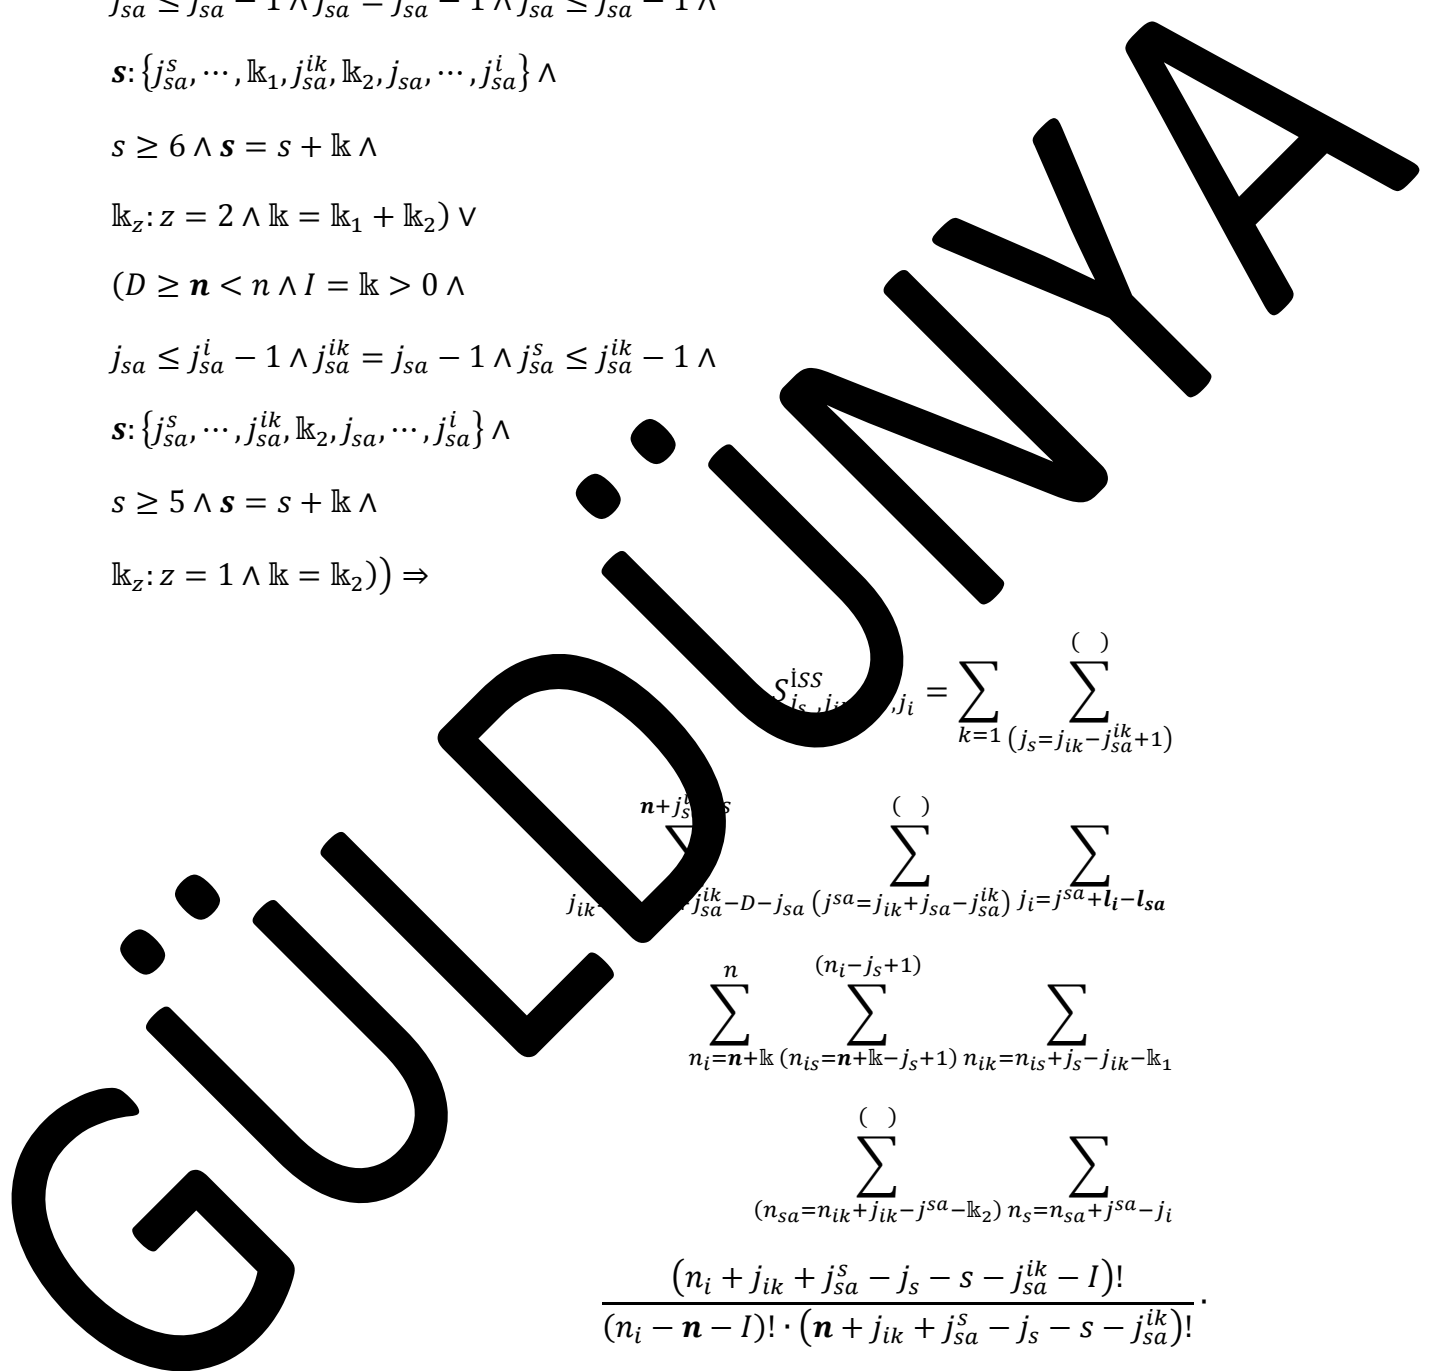 j_{sa} ≤ j_{sa} − 1 ∧ j_{sa} = j_{sa} − 1 ∧ j_{sa} ≤ j_{sa} − 1 ∧
s: {j_{sa}^{s}, ⋯, 𝕜_1, j_{sa}^{ik}, 𝕜_2, j_{sa}, ⋯, j_{sa}^{i}} ∧
s ≥ 6 ∧ s = s + 𝕜 ∧
𝕜_z: z = 2 ∧ 𝕜 = 𝕜_1 + 𝕜_2) ∨
(D ≥ n < n ∧ I = 𝕜 > 0 ∧
j_{sa} ≤ j_{sa}^{i} − 1 ∧ j_{sa}^{ik} = j_{sa} − 1 ∧ j_{sa}^{s} ≤ j_{sa}^{ik} − 1 ∧
s: {j_{sa}^{s}, ⋯, j_{sa}^{ik}, 𝕜_2, j_{sa}, ⋯, j_{sa}^{i}} ∧
s ≥ 5 ∧ s = s + 𝕜 ∧
𝕜_z: z = 1 ∧ 𝕜 = 𝕜_2)) ⇒
S^{İSS}_{j_s, ,j_i} = ∑_{k=1} ∑_{(j_s=j_{ik}−j_{sa}^{ik}+1)}^{( )}
∑ ∑_{(j^{sa}=j_{ik}+j_{sa}−j_{sa}^{ik})}^{( )} ∑_{j_i=j^{sa}+l_i−l_{sa}}
∑_{n_i=n+𝕜}^{n} ∑_{(n_{is}=n+𝕜−j_s+1)}^{(n_i−j_s+1)} ∑_{n_{ik}=n_{is}+j_s−j_{ik}−𝕜_1}
∑_{(n_{sa}=n_{ik}+j_{ik}−j^{sa}−𝕜_2)}^{( )} ∑_{n_s=n_{sa}+j^{sa}−j_i}
(n_i + j_{ik} + j_{sa}^{s} − j_s − s − j_{sa}^{ik} − I)!
(n_i − n − I)! · (n + j_{ik} + j_{sa}^{s} − j_s − s − j_{sa}^{ik})! ·
GÜLDÜNYA